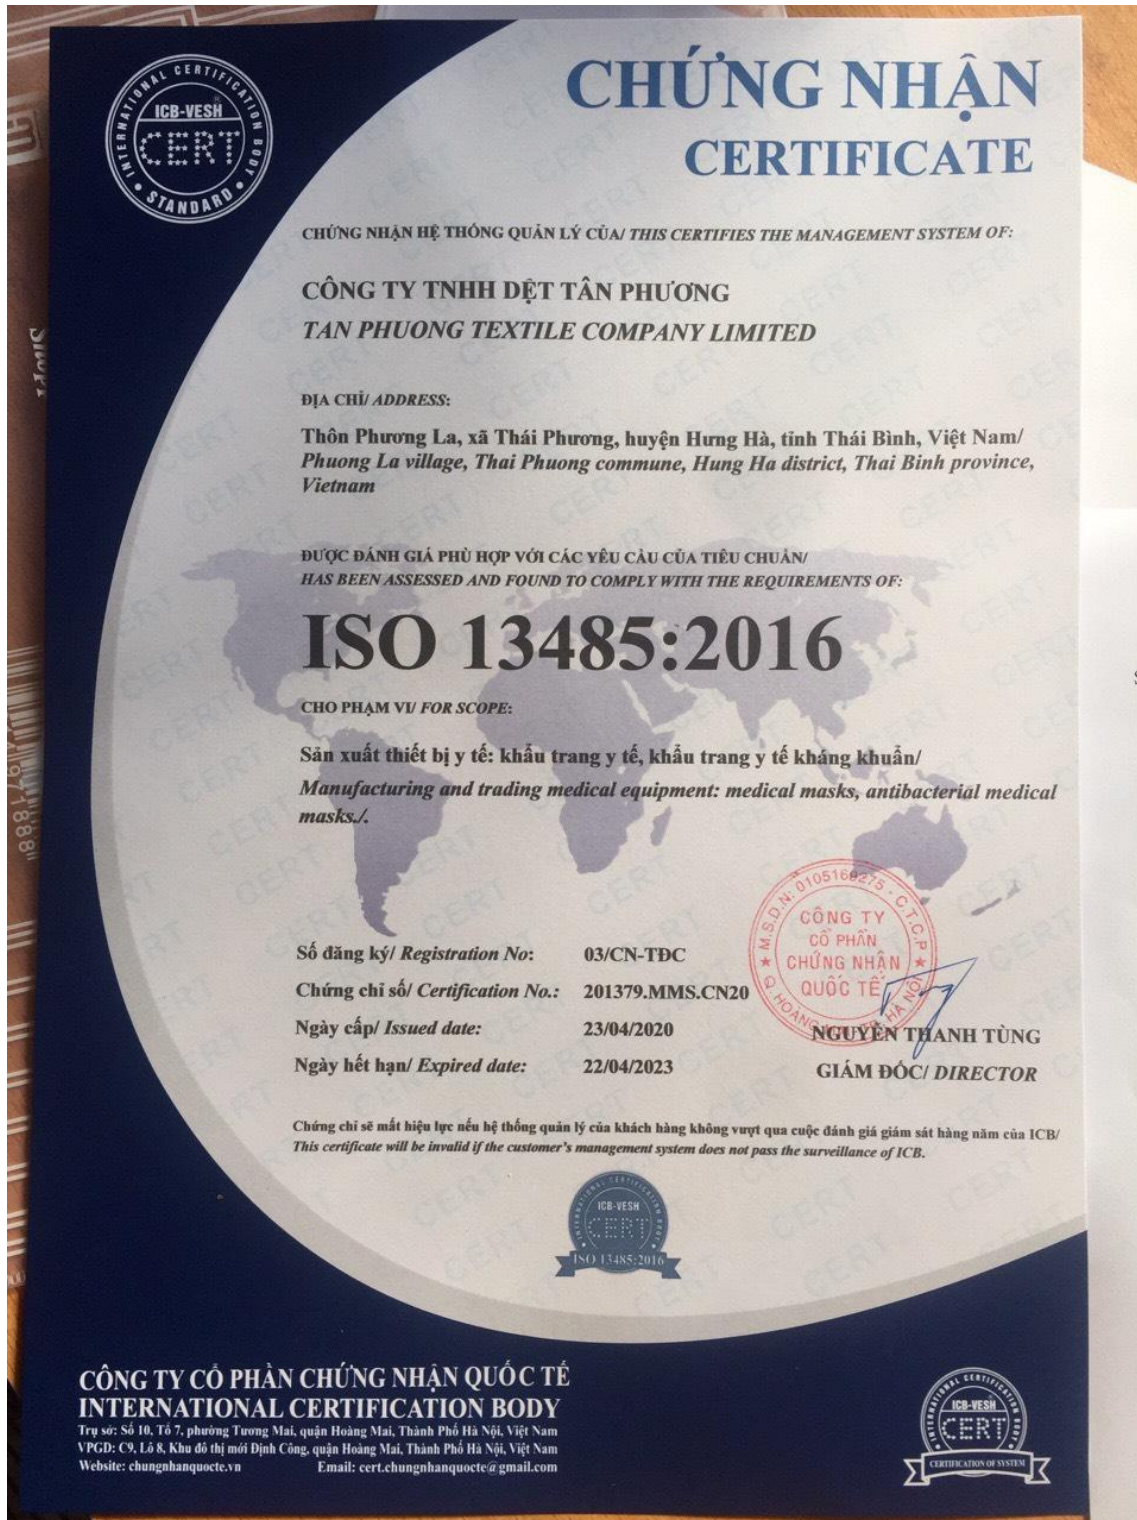 INTERNATIONAL CERTIFICATION BODY
ICB-VESH
CERT
STANDARD
CHỨNG NHẬN
CERTIFICATE
CHỨNG NHẬN HỆ THỐNG QUẢN LÝ CỦA/ THIS CERTIFIES THE MANAGEMENT SYSTEM OF:
CÔNG TY TNHH DỆT TÂN PHƯƠNG
TAN PHUONG TEXTILE COMPANY LIMITED
ĐỊA CHỈ/ ADDRESS:
Thôn Phương La, xã Thái Phương, huyện Hưng Hà, tỉnh Thái Bình, Việt Nam/
Phuong La village, Thai Phuong commune, Hung Ha district, Thai Binh province,
Vietnam
ĐƯỢC ĐÁNH GIÁ PHÙ HỢP VỚI CÁC YÊU CẦU CỦA TIÊU CHUẨN/
HAS BEEN ASSESSED AND FOUND TO COMPLY WITH THE REQUIREMENTS OF:
ISO 13485:2016
CHO PHẠM VI/ FOR SCOPE:
Sản xuất thiết bị y tế: khẩu trang y tế, khẩu trang y tế kháng khuẩn/
Manufacturing and trading medical equipment: medical masks, antibacterial medical
masks./.
Số đăng ký/ Registration No: 03/CN-TĐC
Chứng chỉ số/ Certification No.: 201379.MMS.CN20
Ngày cấp/ Issued date: 23/04/2020
Ngày hết hạn/ Expired date: 22/04/2023
M.S.D.N: 0105169275 - C.T.C.P
CÔNG TY
CỔ PHẦN
CHỨNG NHẬN
QUỐC TẾ
NGUYỄN THANH TÙNG
GIÁM ĐỐC/ DIRECTOR
Chứng chỉ sẽ mất hiệu lực nếu hệ thống quản lý của khách hàng không vượt qua cuộc đánh giá giám sát hàng năm của ICB/
This certificate will be invalid if the customer's management system does not pass the surveillance of ICB.
ICB-VESH
CERT
ISO 13485:2016
CÔNG TY CỔ PHẦN CHỨNG NHẬN QUỐC TẾ
INTERNATIONAL CERTIFICATION BODY
Trụ sở: Số 10, Tổ 7, phường Tương Mai, quận Hoàng Mai, Thành Phố Hà Nội, Việt Nam
VPGD: C9, Lô 8, Khu đô thị mới Định Công, quận Hoàng Mai, Thành Phố Hà Nội, Việt Nam
Website: chungnhanquocte.vn Email: cert.chungnhanquocte@gmail.com
INTERNATIONAL CERTIFICATION BODY
ICB-VESH
CERT
CERTIFICATION OF SYSTEM